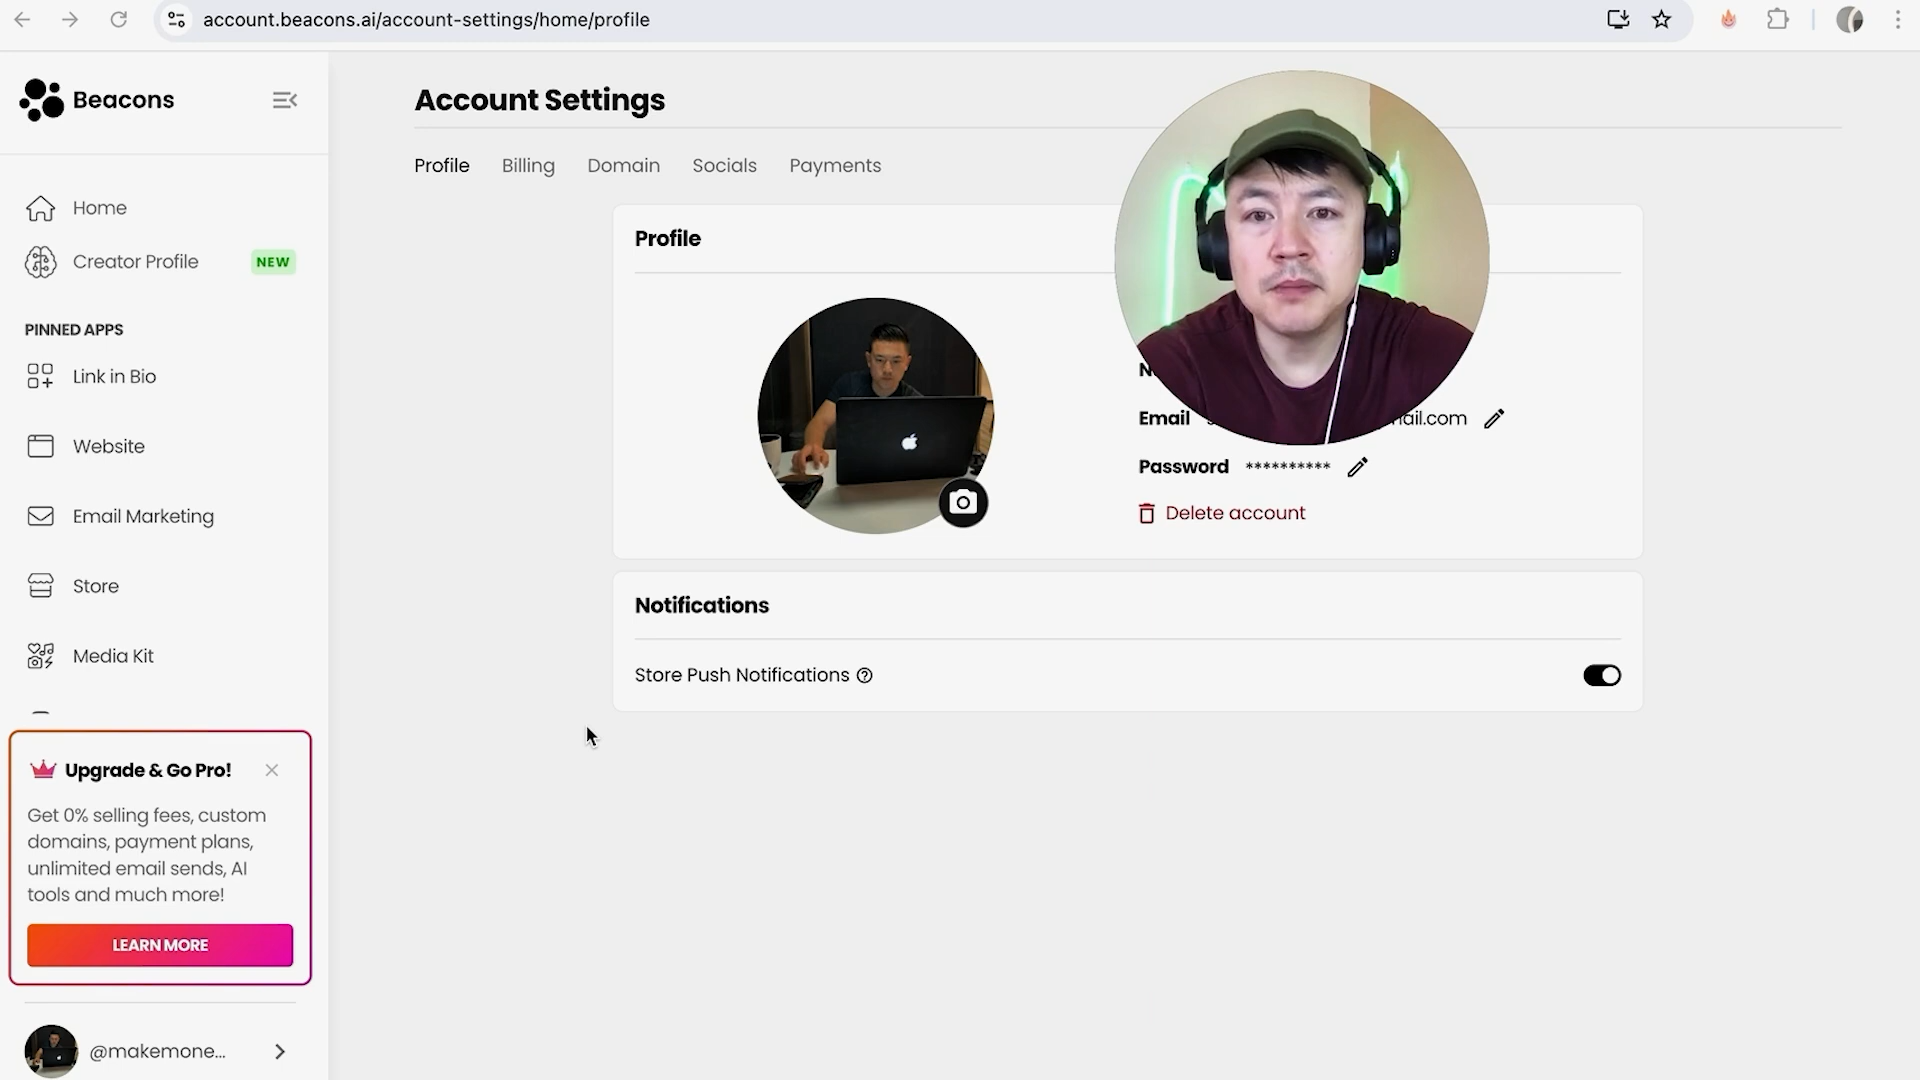 account.beacons.ai/account-settings/home/profile
Beacons
Home
Creator Profile NEW
PINNED APPS
Link in Bio
Website
Email Marketing
Store
Media Kit
Upgrade & Go Pro!
Get 0% selling fees, custom
domains, payment plans,
unlimited email sends, AI
tools and much more!
LEARN MORE
@makemone...
Account Settings
Profile Billing Domain Socials Payments
Profile
Email
Password **********
Delete account
Notifications
Store Push Notifications